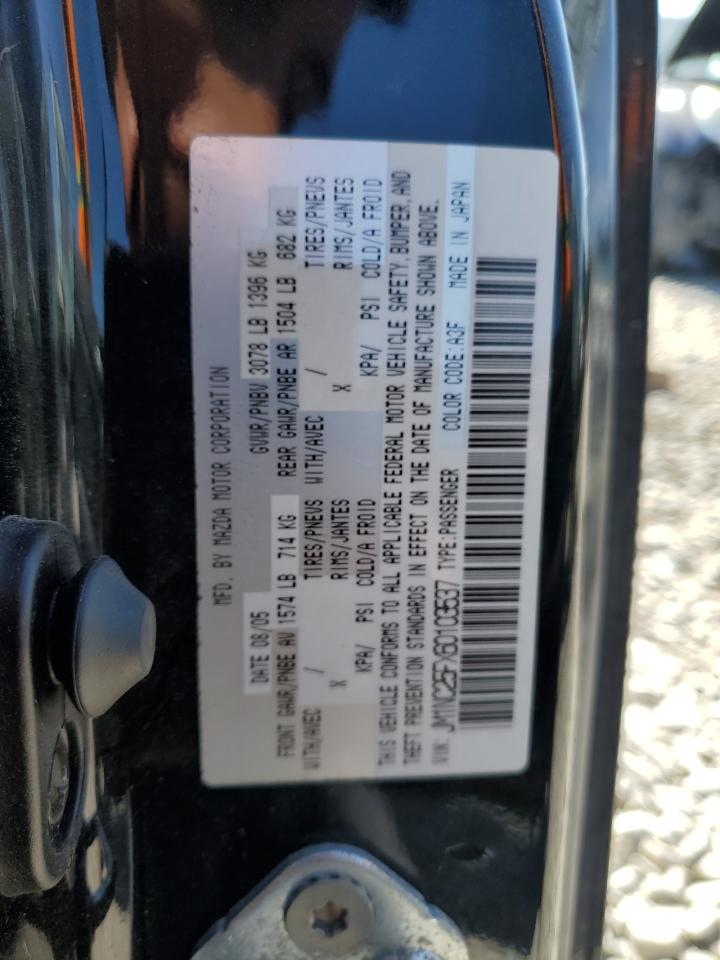 MFD. BY MAZDA MOTOR CORPORATION
DATE 08/05 GVWR/PNBV 3078 LB 1396 KG
FRONT GAWR/PNBE AV 1574 LB 714 KG REAR GAWR/PNBE AR 1504 LB 682 KG
WITH/AVEC / TIRES/PNEVS WITH/AVEC / TIRES/PNEVS
X RIMS/JANTES X RIMS/JANTES
KPA/ PSI COLD/A FROID KPA/ PSI COLD/A FROID
THIS VEHICLE CONFORMS TO ALL APPLICABLE FEDERAL MOTOR VEHICLE SAFETY, BUMPER, AND
THEFT PREVENTION STANDARDS IN EFFECT ON THE DATE OF MANUFACTURE SHOWN ABOVE.
VIN: JM1NC25FX60103537 TYPE:PASSENGER COLOR CODE:A3F MADE IN JAPAN